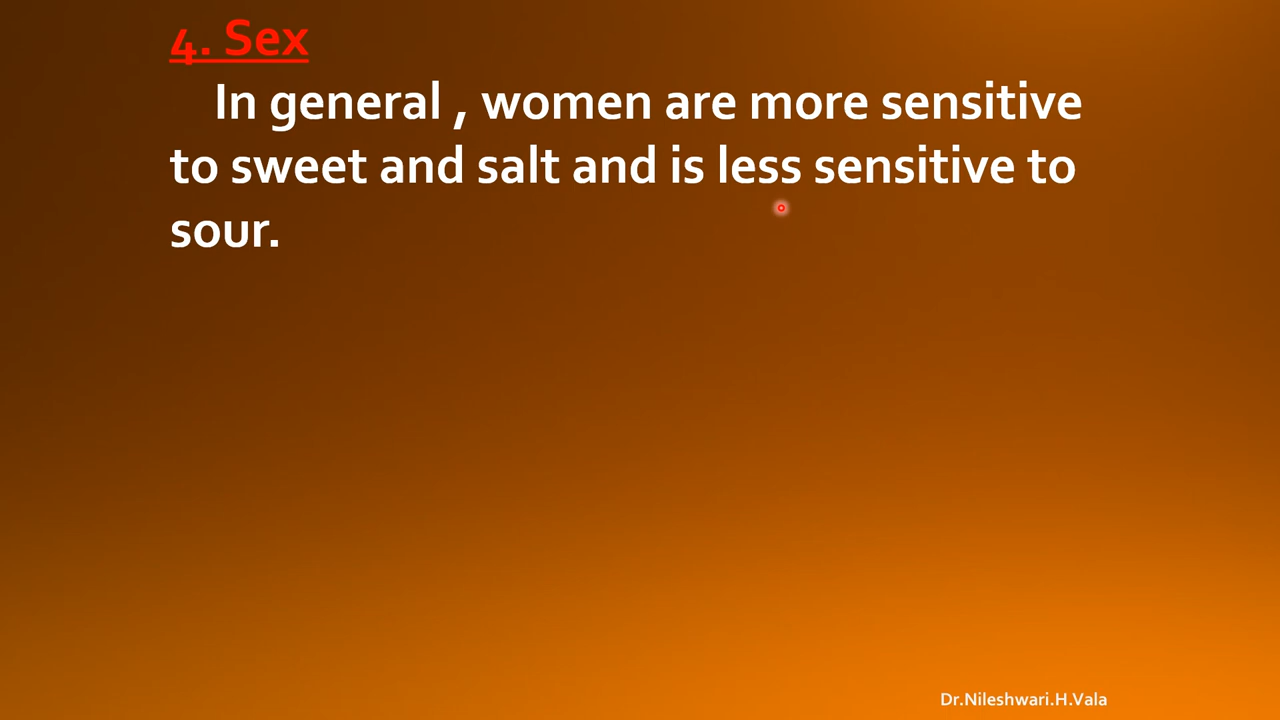 4. Sex
In general , women are more sensitive
to sweet and salt and is less sensitive to
sour.
Dr.Nileshwari.H.Vala